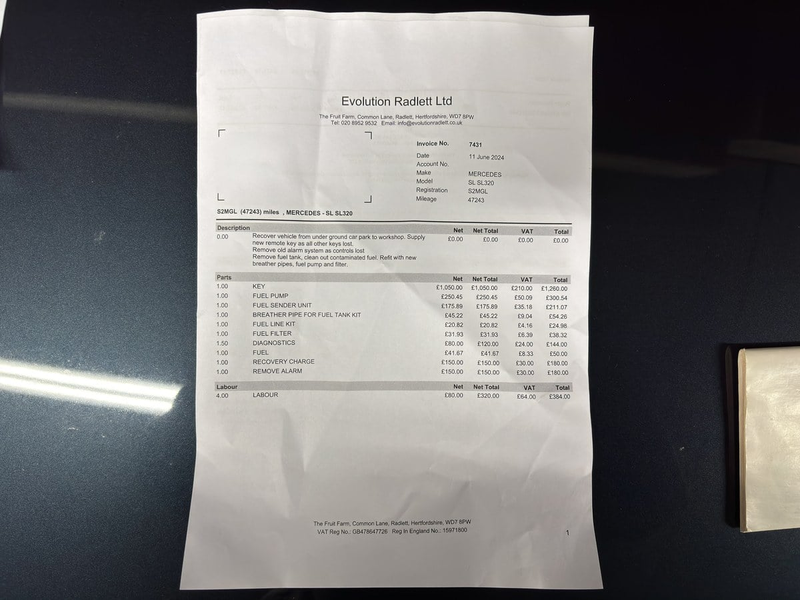 Evolution Radlett Ltd
The Fruit Farm, Common Lane, Radlett, Hertfordshire, WD7 8PW
Tel: 020 8962 9532 Email: info@evolutionradlett.co.uk
Invoice No. 7431
Date 11 June 2024
Account No.
Make MERCEDES
Model SL SL320
Registration S2MGL
Mileage 47243
S2MGL (47243) miles , MERCEDES - SL SL320
Description Net Net Total VAT Total
0.00 Recover vehicle from under ground car park to workshop. Supply £0.00 £0.00 £0.00 £0.00
new remote key as all other keys lost.
Remove old alarm system as controls lost
Remove fuel tank, clean out contaminated fuel. Refit with new
breather pipes, fuel pump and filter.
Parts Net Net Total VAT Total
1.00 KEY £1,050.00 £1,050.00 £210.00 £1,260.00
1.00 FUEL PUMP £250.45 £250.45 £50.09 £300.54
1.00 FUEL SENDER UNIT £175.89 £175.89 £35.18 £211.07
1.00 BREATHER PIPE FOR FUEL TANK KIT £45.22 £45.22 £9.04 £54.26
1.00 FUEL LINE KIT £20.82 £20.82 £4.16 £24.98
1.00 FUEL FILTER £31.93 £31.93 £6.39 £38.32
1.50 DIAGNOSTICS £80.00 £120.00 £24.00 £144.00
1.00 FUEL £41.67 £41.67 £8.33 £50.00
1.00 RECOVERY CHARGE £150.00 £150.00 £30.00 £180.00
1.00 REMOVE ALARM £150.00 £150.00 £30.00 £180.00
Labour Net Net Total VAT Total
4.00 LABOUR £80.00 £320.00 £64.00 £384.00
The Fruit Farm, Common Lane, Radlett, Hertfordshire, WD7 8PW
VAT Reg No.: GB478647726 Reg In England No.: 15971800
1